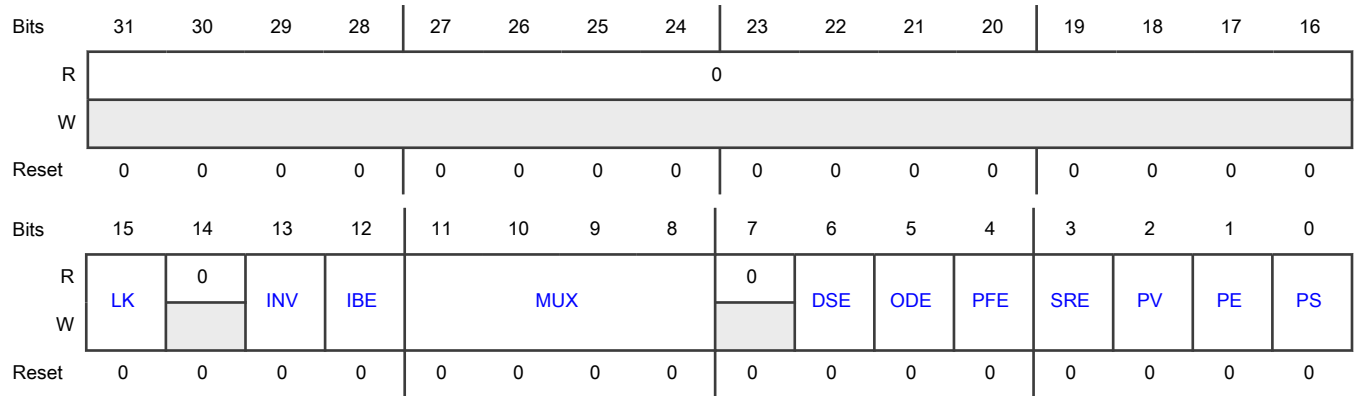 Bits 31 30 29 28 27 26 25 24 23 22 21 20 19 18 17 16
R 0
W
Reset 0 0 0 0 0 0 0 0 0 0 0 0 0 0 0 0
Bits 15 14 13 12 11 10 9 8 7 6 5 4 3 2 1 0
R 0 0
LK INV IBE MUX DSE ODE PFE SRE PV PE PS
W
Reset 0 0 0 0 0 0 0 0 0 0 0 0 0 0 0 0